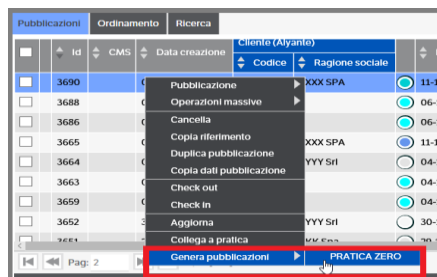 Pubblicazioni Ordinamento Ricerca
Cliente (Alyante)
Id CMS Data creazione Codice Ragione sociale
3690 XXX SPA 11-1
3688 06-
3686 06-
3665 XXX SPA 11-1
3664 YYY Srl 04-
3663 04-
3653 04-
3652 YYY Srl 30-
Pubblicazione
Operazioni massive
Cancella
Copia riferimento
Duplica pubblicazione
Copia dati pubblicazione
Check out
Check in
Aggiorna
Collega a pratica
Genera pubblicazioni PRATICA ZERO
Pag: 2